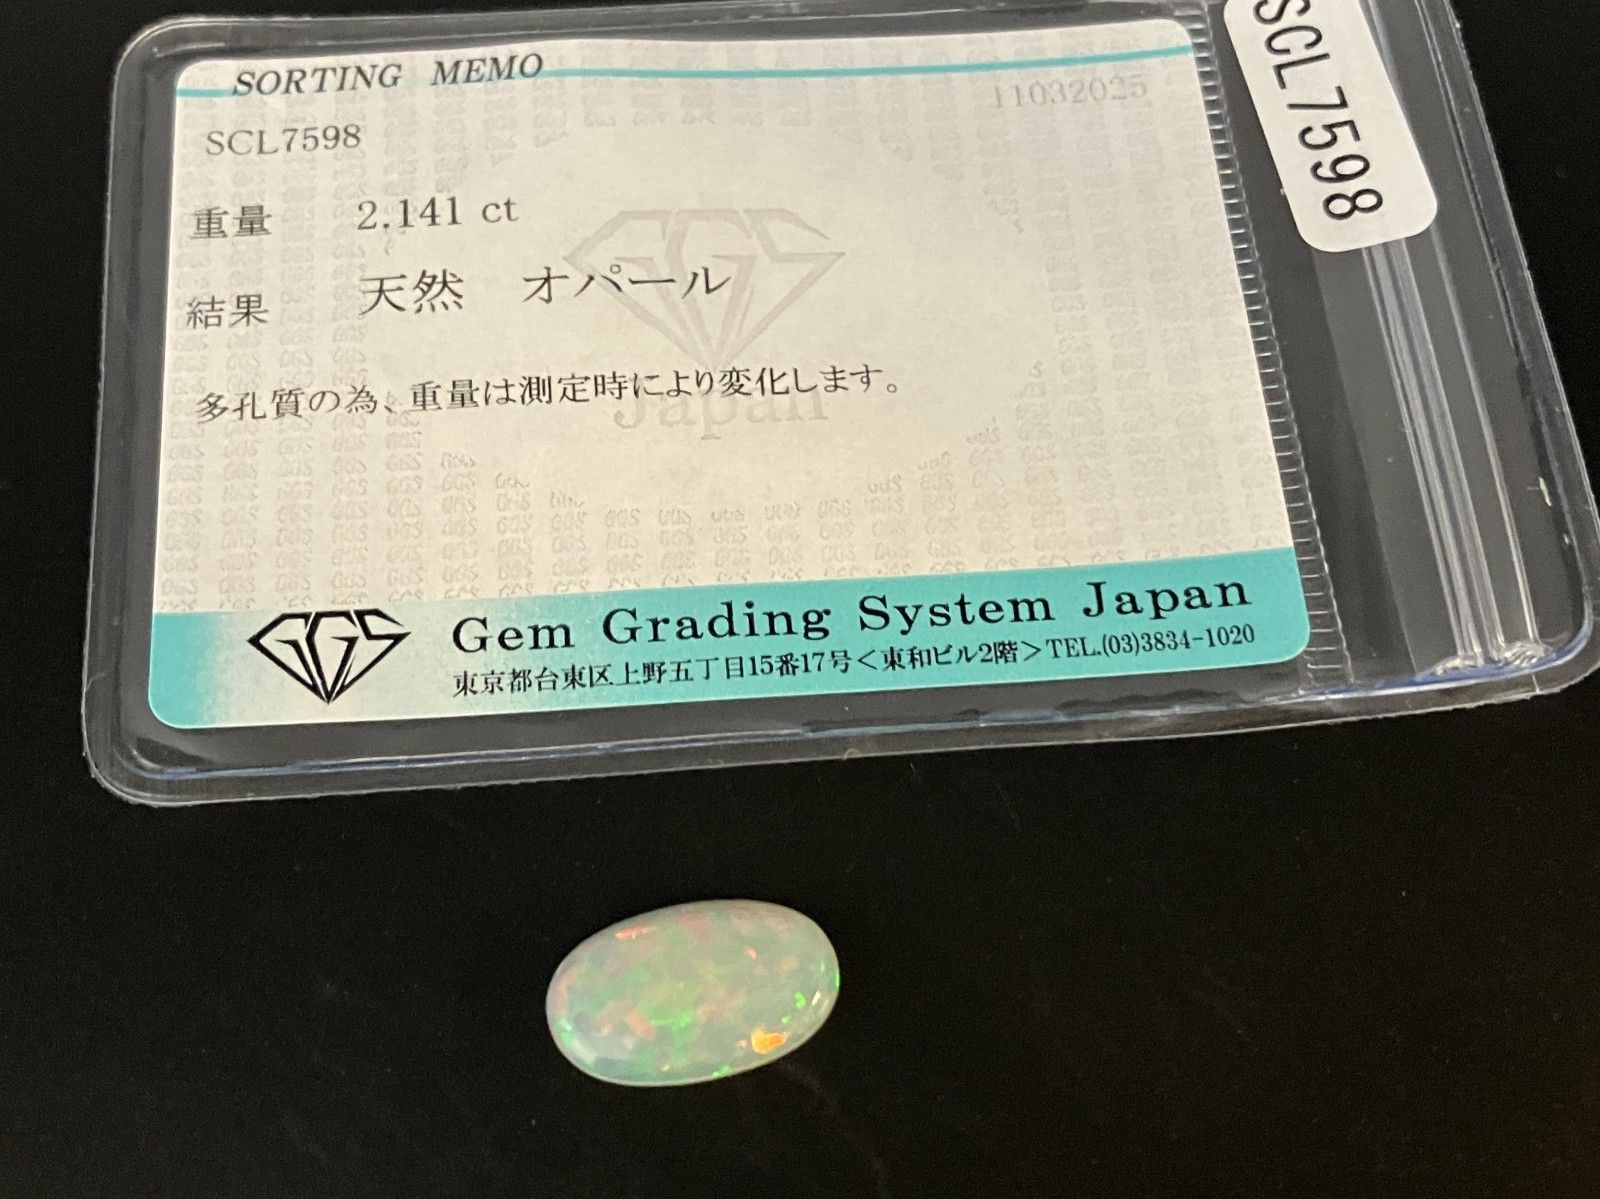 SORTING MEMO
11032025
SCL7598
重量 2.141 ct
結果 天然 オパール
多孔質の為、重量は測定時により変化します。
GGS
Japan
GGS Gem Grading System Japan
東京都台東区上野五丁目15番17号＜東和ビル2階＞TEL.(03)3834-1020
SCL7598